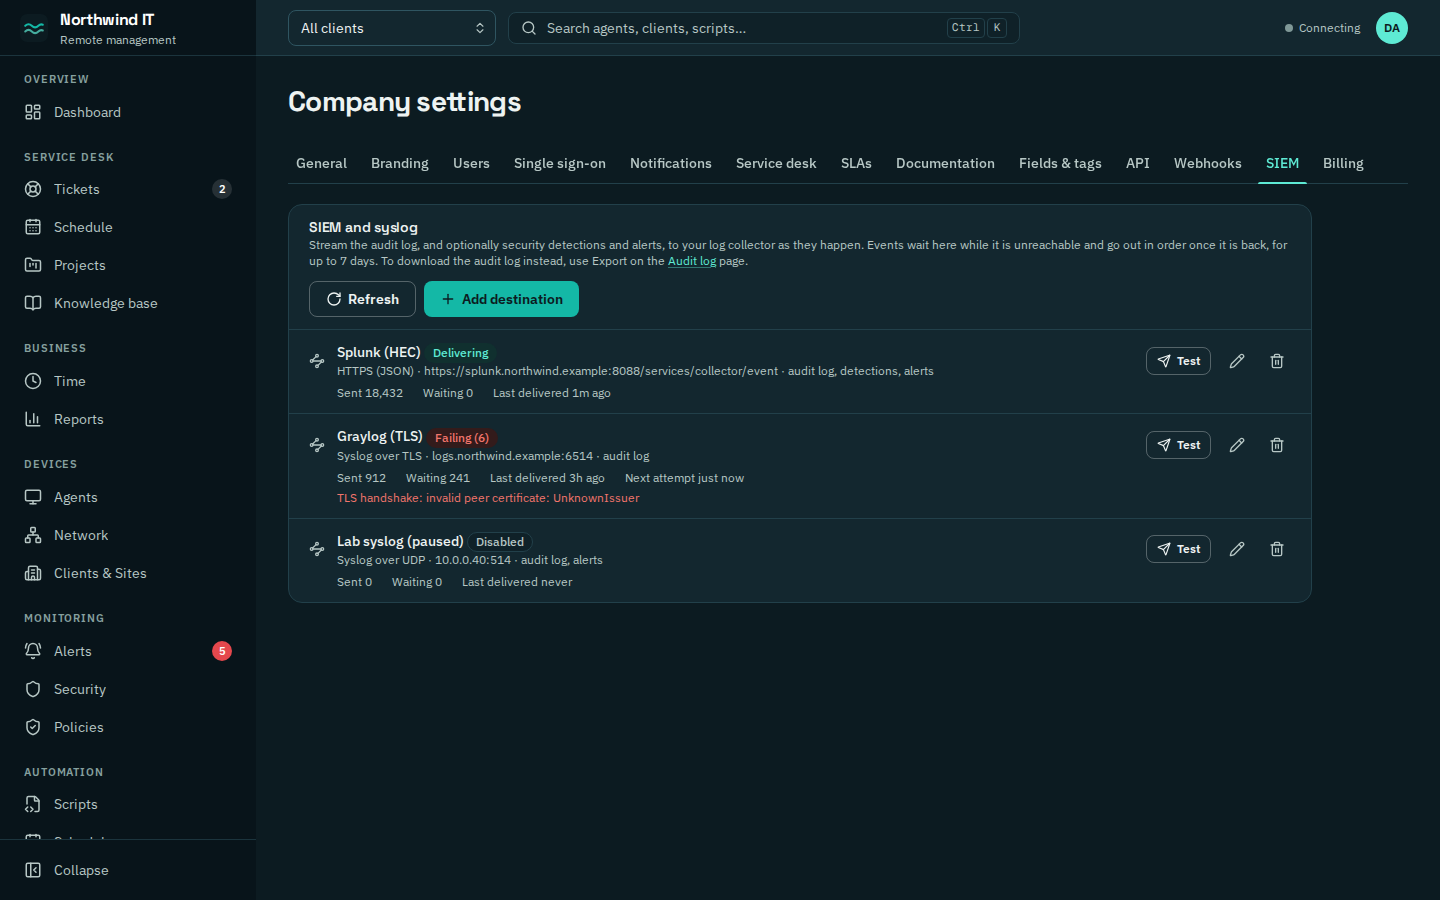 Northwind IT
Remote management
All clients
Search agents, clients, scripts...
Ctrl K
Connecting
DA
OVERVIEW
Dashboard
SERVICE DESK
Tickets 2
Schedule
Projects
Knowledge base
BUSINESS
Time
Reports
DEVICES
Agents
Network
Clients & Sites
MONITORING
Alerts 5
Security
Policies
AUTOMATION
Scripts
Collapse
Company settings
General Branding Users Single sign-on Notifications Service desk SLAs Documentation Fields & tags API Webhooks SIEM Billing
SIEM and syslog
Stream the audit log, and optionally security detections and alerts, to your log collector as they happen. Events wait here while it is unreachable and go out in order once it is back, for
up to 7 days. To download the audit log instead, use Export on the Audit log page.
Refresh
Add destination
Splunk (HEC) Delivering
HTTPS (JSON) · https://splunk.northwind.example:8088/services/collector/event · audit log, detections, alerts
Sent 18,432 Waiting 0 Last delivered 1m ago
Test
Graylog (TLS) Failing (6)
Syslog over TLS · logs.northwind.example:6514 · audit log
Sent 912 Waiting 241 Last delivered 3h ago Next attempt just now
TLS handshake: invalid peer certificate: UnknownIssuer
Test
Lab syslog (paused) Disabled
Syslog over UDP · 10.0.0.40:514 · audit log, alerts
Sent 0 Waiting 0 Last delivered never
Test